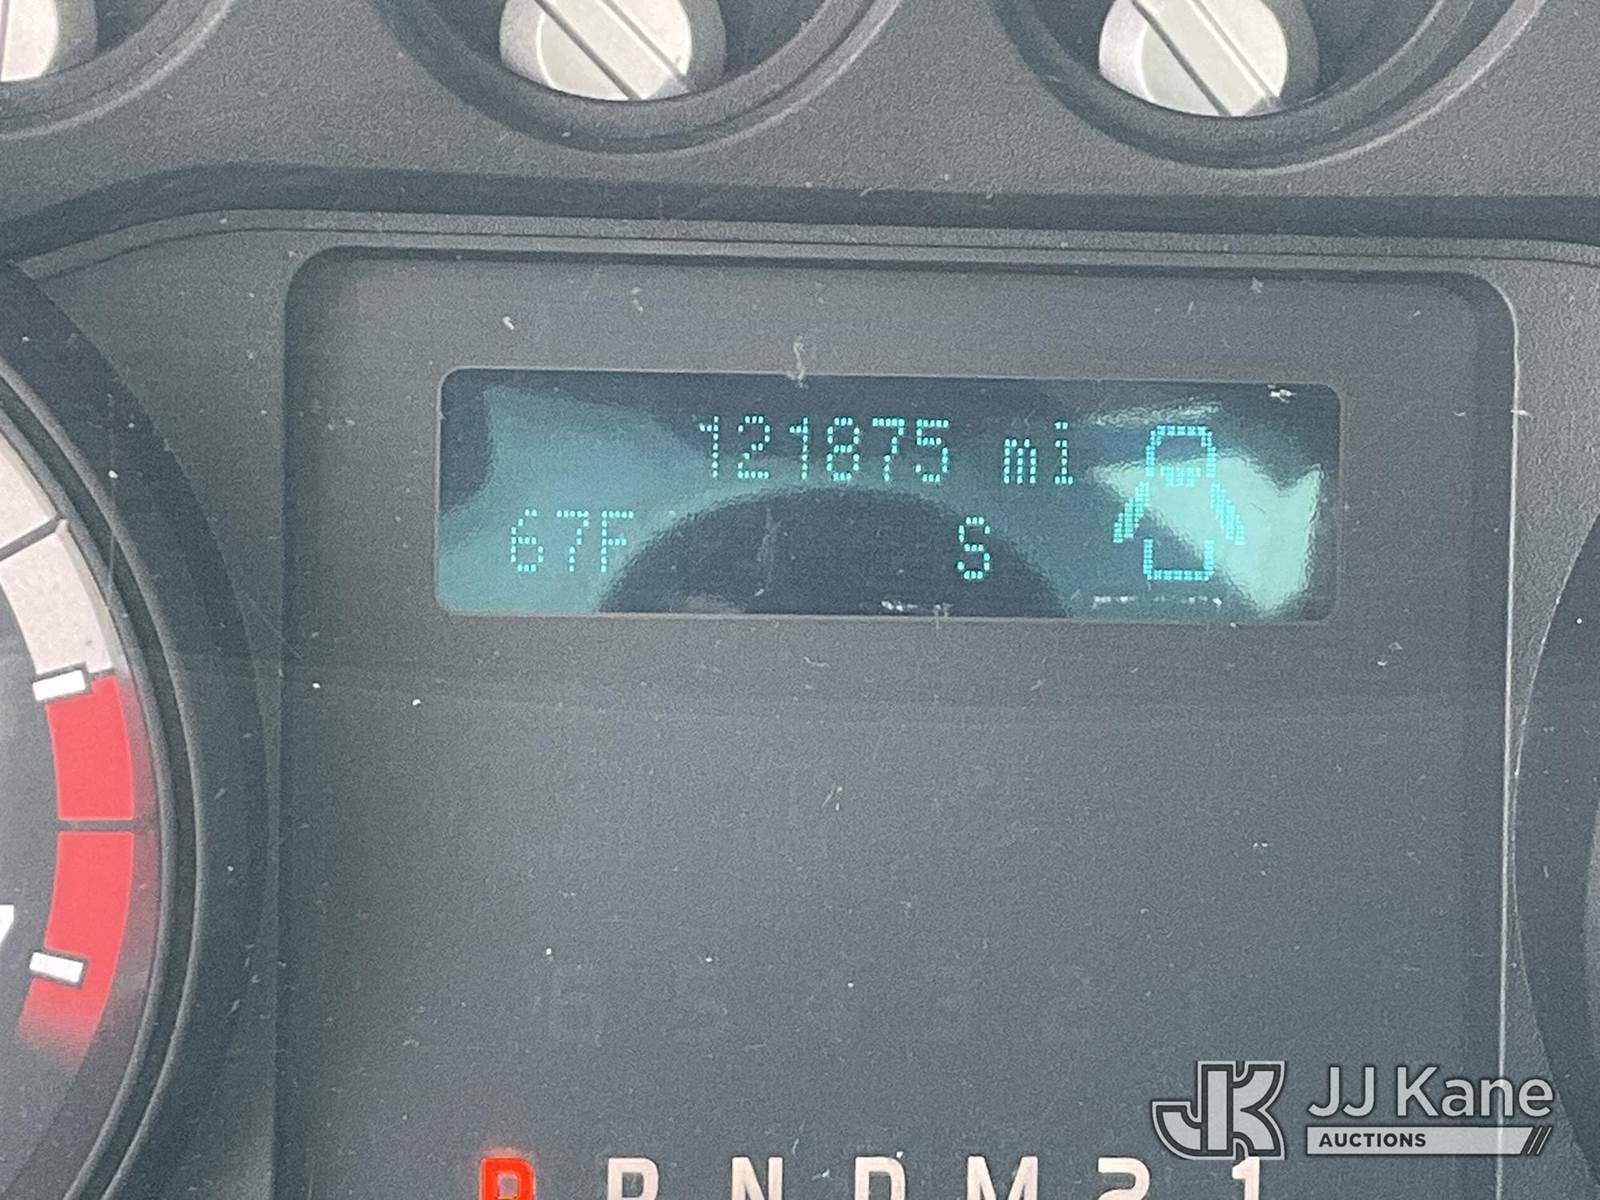 121875 mi
67F S
P R N D M 2 1
JJ Kane
AUCTIONS